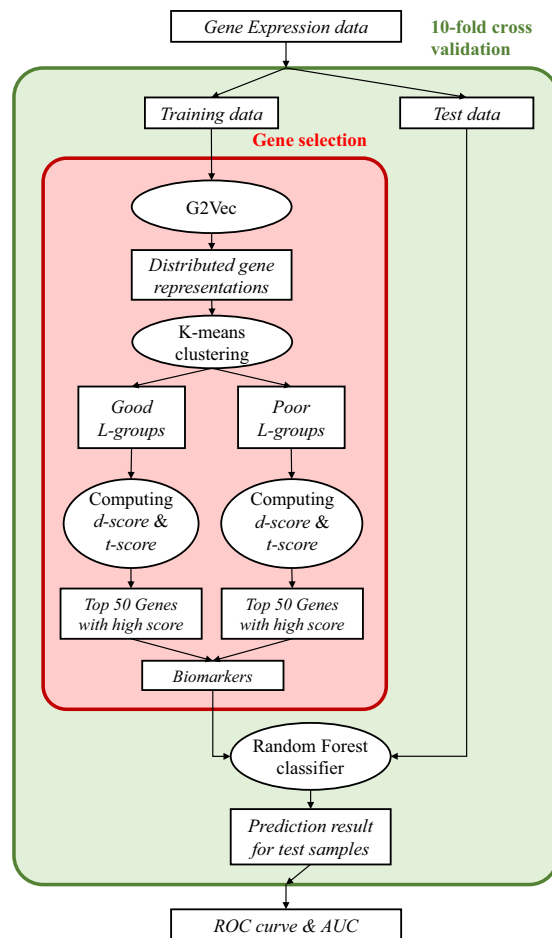 Gene Expression data
10-fold cross
validation
Training data
Test data
Gene selection
G2Vec
Distributed gene
representations
K-means
clustering
Good
L-groups
Poor
L-groups
Computing
d-score &
t-score
Computing
d-score &
t-score
Top 50 Genes
with high score
Top 50 Genes
with high score
Biomarkers
Random Forest
classifier
Prediction result
for test samples
ROC curve & AUC